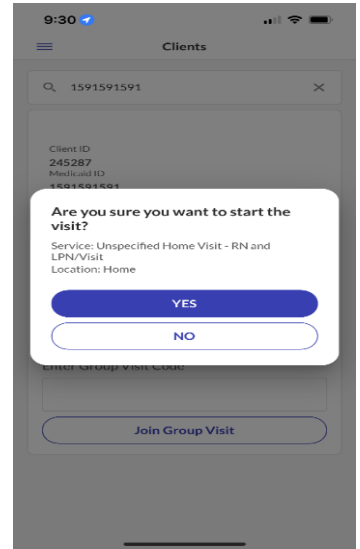 9:30
Clients
1591591591
Client ID
245287
Medicaid ID
1591591591
Are you sure you want to start the
visit?
Service: Unspecified Home Visit - RN and
LPN/Visit
Location: Home
YES
NO
Enter Group Visit Code
Join Group Visit